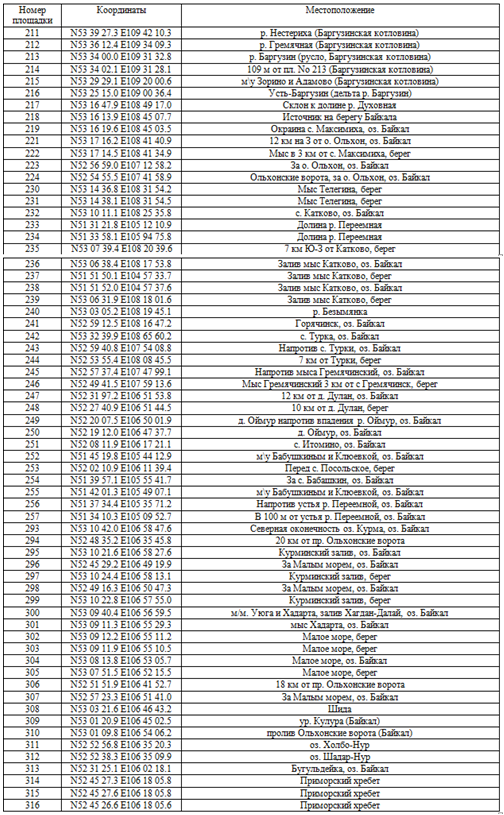 Номер площадки Координаты Местоположение
211 N53 39 27.3 E109 42 10.3 р. Нестериха (Баргузинская котловина)
212 N53 36 12.4 E109 34 09.3 р. Гремячная (Баргузинская котловина)
213 N53 34 00.0 E109 31 32.8 р. Баргузин (русло, Баргузинская котловина)
214 N53 34 02.1 E109 31 28.1 109 м от пл. No 213 (Баргузинская котловина)
215 N53 29 29.1 E109 20 00.6 м/у Зорино и Адамово (Баргузинская котловина)
216 N53 25 15.0 E109 00 36.4 Усть-Баргузин (дельта р. Баргузин)
217 N53 16 47.9 E108 49 17.0 Склон к долине р. Духовная
218 N53 16 13.9 E108 45 07.7 Источник на берегу Байкала
219 N53 16 19.6 E108 45 03.5 Окраина с. Максимиха, оз. Байкал
221 N53 17 16.2 E108 41 40.9 12 км на З от о. Ольхон, оз. Байкал
222 N53 17 14.5 E108 41 34.9 Мыс в 3 км от с. Максимиха, берег
223 N52 56 59.0 E107 12 58.2 За о. Ольхон, оз. Байкал
224 N52 54 55.5 E107 41 58.9 Ольхонские ворота, за о. Ольхон, оз. Байкал
230 N53 14 36.8 E108 31 54.2 Мыс Телегина, берег
231 N53 14 38.1 E108 31 54.5 Мыс Телегина, берег
232 N53 10 11.1 E108 25 35.8 с. Катково, оз. Байкал
233 N51 31 21.8 E105 12 10.9 Долина р. Переемная
234 N51 33 58.1 E105 94 75.8 Долина р. Переемная
235 N53 07 39.4 E108 20 39.6 7 км Ю-З от Катково, берег
236 N53 06 38.4 E108 17 53.8 Залив мыс Катково, оз. Байкал
237 N51 51 50.1 E104 57 33.7 Залив мыс Катково, берег
238 N51 51 52.0 E104 57 37.6 Залив мыс Катково, оз. Байкал
239 N53 06 31.9 E108 18 01.6 Залив мыс Катково, берег
240 N53 03 05.2 E108 19 45.1 р. Безымянка
241 N52 59 12.5 E108 16 47.2 Горячинск, оз. Байкал
242 N53 32 39.9 E108 65 60.2 с. Турка, оз. Байкал
243 N52 59 40.8 E107 54 08.8 Напротив с. Турки, оз. Байкал
244 N52 53 55.4 E108 08 45.5 7 км от Турки, берег
245 N52 57 37.4 E107 47 99.1 Напротив мыса Гремячинский, оз. Байкал
246 N52 49 41.5 E107 59 13.6 Мыс Гремячинский 3 км от с Гремячинск, берег
247 N52 31 97.2 E106 51 53.8 12 км от д. Дулан, оз. Байкал
248 N52 27 40.9 E106 51 44.5 10 км от д. Дулан, берег
249 N52 20 07.5 E106 50 01.9 д. Оймур напротив впадения р. Оймур, оз. Байкал
250 N52 19 12.0 E106 47 37.7 д. Оймур, оз. Байкал
251 N52 08 11.9 E106 17 21.1 с. Итомино, оз. Байкал
252 N51 45 19.8 E105 44 12.9 м/у Бабушкиным и Клюевкой, оз. Байкал
253 N52 02 10.9 E106 11 39.4 Перед с. Посольское, берег
254 N51 39 57.1 E105 55 41.7 За с. Бабашкин, оз. Байкал
255 N51 42 01.3 E105 49 07.1 м/у Бабушкиным и Клюевкой, оз. Байкал
256 N51 37 34.4 E105 35 71.2 Напротив устья р. Переемной, оз. Байкал
257 N51 34 10.3 E105 09 52.7 В 100 м от устья р. Переемной, оз. Байкал
293 N53 10 42.0 E106 58 47.6 Северная оконечность оз. Курма, оз. Байкал
294 N52 48 35.2 E106 35 45.8 20 км от пр. Ольхонские ворота
295 N53 10 21.6 E106 58 27.6 Курминский залив, оз. Байкал
296 N52 45 29.2 E106 49 19.9 За Малым морем, оз. Байкал
297 N53 10 24.4 E106 58 13.1 Курминский залив, берег
298 N52 49 16.3 E106 50 47.3 За Малым морем, оз. Байкал
299 N53 10 22.8 E106 57 55.0 Курминский залив, берег
300 N53 09 40.4 E106 56 59.5 м/м. Уюга и Хадарта, залив Хагдан-Далай, оз. Байкал
301 N53 09 11.3 E106 55 29.3 мыс Хадарта, оз. Байкал
302 N53 09 12.2 E106 55 11.2 Малое море, берег
303 N53 09 11.9 E106 55 10.5 Малое море, берег
304 N53 08 13.8 E106 53 05.7 Малое море, оз. Байкал
305 N53 07 51.5 E106 52 15.5 Малое море, берег
306 N52 51 51.9 E106 41 52.7 18 км от пр. Ольхонские ворота
307 N52 57 23.3 E106 51 41.0 За Малым морем, оз. Байкал
308 N53 03 21.6 E106 46 43.2 Шида
309 N53 01 20.9 E106 45 02.5 ур. Кулура (Байкал)
310 N53 01 09.8 E106 54 06.2 пролив Ольхонские ворота (Байкал)
311 N52 52 56.8 E106 35 20.3 оз. Холбо-Нур
312 N52 52 38.3 E106 35 09.9 оз. Шадар-Нур
313 N52 31 25.1 E106 02 18.1 Бугульдейка, оз. Байкал
314 N52 45 27.3 E106 18 05.8 Приморский хребет
315 N52 45 27.6 E106 18 05.8 Приморский хребет
316 N52 45 26.6 E106 18 05.6 Приморский хребет